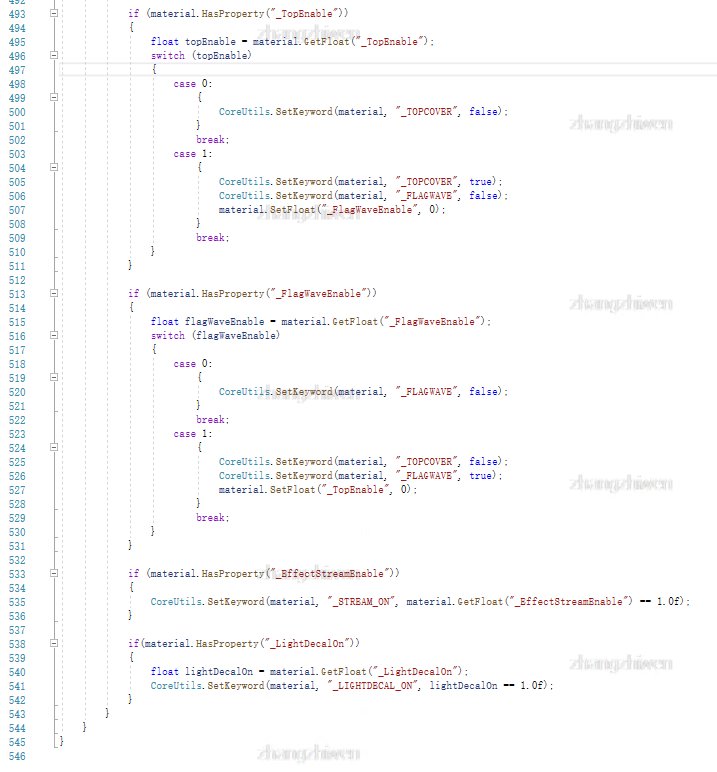 492
493 if (material.HasProperty("_TopEnable"))
494 {
495 float topEnable = material.GetFloat("_TopEnable");
496 switch (topEnable)
497 {
498 case 0:
499 {
500 CoreUtils.SetKeyword(material, "_TOPCOVER", false);
501 }
502 break;
503 case 1:
504 {
505 CoreUtils.SetKeyword(material, "_TOPCOVER", true);
506 CoreUtils.SetKeyword(material, "_FLAGWAVE", false);
507 material.SetFloat("_FlagWaveEnable", 0);
508 }
509 break;
510 }
511 }
512
513 if (material.HasProperty("_FlagWaveEnable"))
514 {
515 float flagWaveEnable = material.GetFloat("_FlagWaveEnable");
516 switch (flagWaveEnable)
517 {
518 case 0:
519 {
520 CoreUtils.SetKeyword(material, "_FLAGWAVE", false);
521 }
522 break;
523 case 1:
524 {
525 CoreUtils.SetKeyword(material, "_TOPCOVER", false);
526 CoreUtils.SetKeyword(material, "_FLAGWAVE", true);
527 material.SetFloat("_TopEnable", 0);
528 }
529 break;
530 }
531 }
532
533 if (material.HasProperty("_EffectStreamEnable"))
534 {
535 CoreUtils.SetKeyword(material, "_STREAM_ON", material.GetFloat("_EffectStreamEnable") == 1.0f);
536 }
537
538 if(material.HasProperty("_LightDecalOn"))
539 {
540 float lightDecalOn = material.GetFloat("_LightDecalOn");
541 CoreUtils.SetKeyword(material, "_LIGHTDECAL_ON", lightDecalOn == 1.0f);
542 }
543 }
544 }
545 }
546